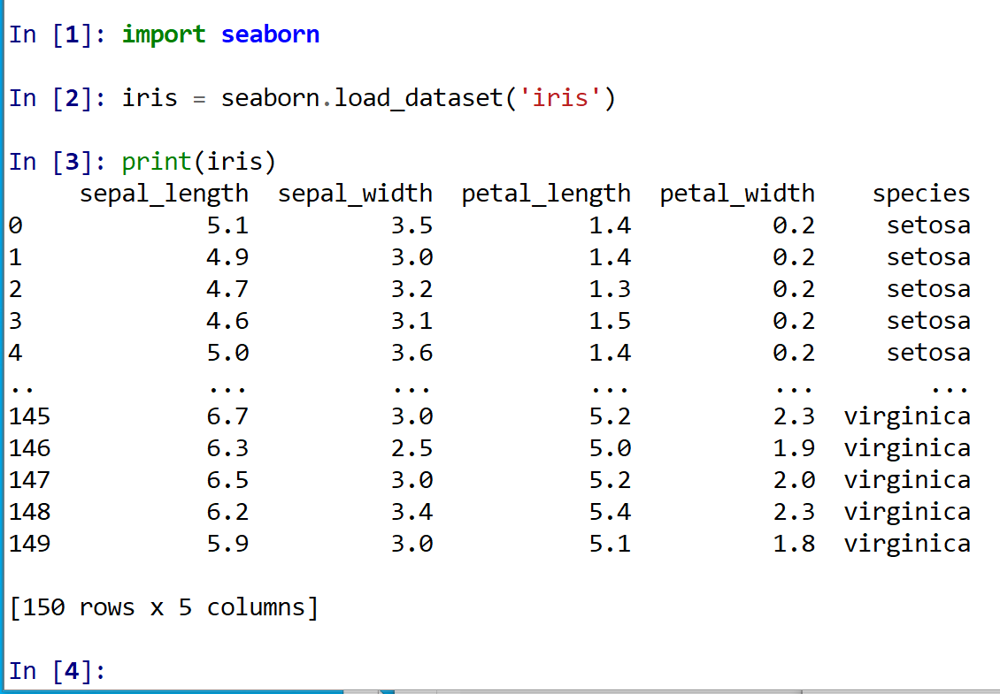 In [1]: import seaborn
In [2]: iris = seaborn.load_dataset('iris')
In [3]: print(iris)
     sepal_length  sepal_width  petal_length  petal_width    species
0             5.1          3.5           1.4          0.2     setosa
1             4.9          3.0           1.4          0.2     setosa
2             4.7          3.2           1.3          0.2     setosa
3             4.6          3.1           1.5          0.2     setosa
4             5.0          3.6           1.4          0.2     setosa
..            ...          ...           ...          ...        ...
145           6.7          3.0           5.2          2.3  virginica
146           6.3          2.5           5.0          1.9  virginica
147           6.5          3.0           5.2          2.0  virginica
148           6.2          3.4           5.4          2.3  virginica
149           5.9          3.0           5.1          1.8  virginica
[150 rows x 5 columns]
In [4]: